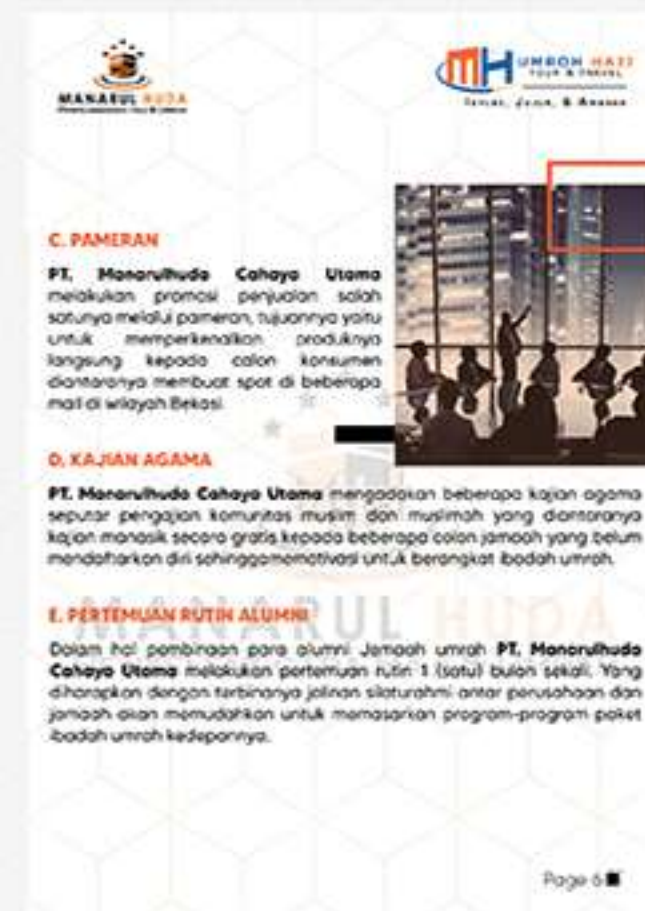 MANARUL HUDA
UMROH HAJI
TOUR & TRAVEL
C. PAMERAN
PT. Manarulhuda Cahaya Utama
melakukan promosi penjualan salah
satunya melalui pameran, tujuannya yaitu
untuk memperkenalkan produknya
langsung kepada calon konsumen
diantaranya membuat spot di beberapa
mall di wilayah Bekasi.
D. KAJIAN AGAMA
PT. Manarulhuda Cahaya Utama mengadakan beberapa kajian agama
seputar pengajian komunitas muslim dan muslimah yang diantaranya
kajian manasik secara gratis kepada beberapa calon jamaah yang belum
mendaftarkan diri sehinggamemotivasi untuk berangkat ibadah umroh.
E. PERTEMUAN RUTIN ALUMNI
MANARUL HUDA
Dalam hal pembinaan para alumni Jamaah umrah PT. Manarulhuda
Cahaya Utama melakukan pertemuan rutin 1 (satu) bulan sekali. Yang
diharapkan dengan terbinanya jalinan silaturahmi antar perusahaan dan
jamaah akan memudahkan untuk memasarkan program-program paket
ibadah umrah kedepannya.
Page 6